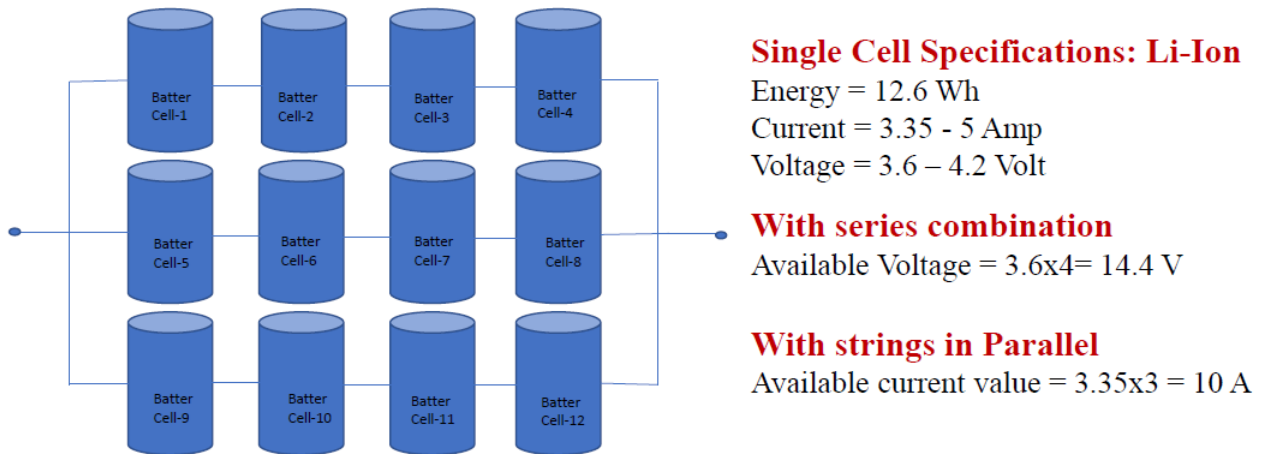 Batter
Cell-1
Batter
Cell-2
Batter
Cell-3
Batter
Cell-4
Batter
Cell-5
Batter
Cell-6
Batter
Cell-7
Batter
Cell-8
Batter
Cell-9
Batter
Cell-10
Batter
Cell-11
Batter
Cell-12
Single Cell Specifications: Li-Ion
Energy = 12.6 Wh
Current = 3.35 - 5 Amp
Voltage = 3.6 – 4.2 Volt
With series combination
Available Voltage = 3.6x4= 14.4 V
With strings in Parallel
Available current value = 3.35x3 = 10 A